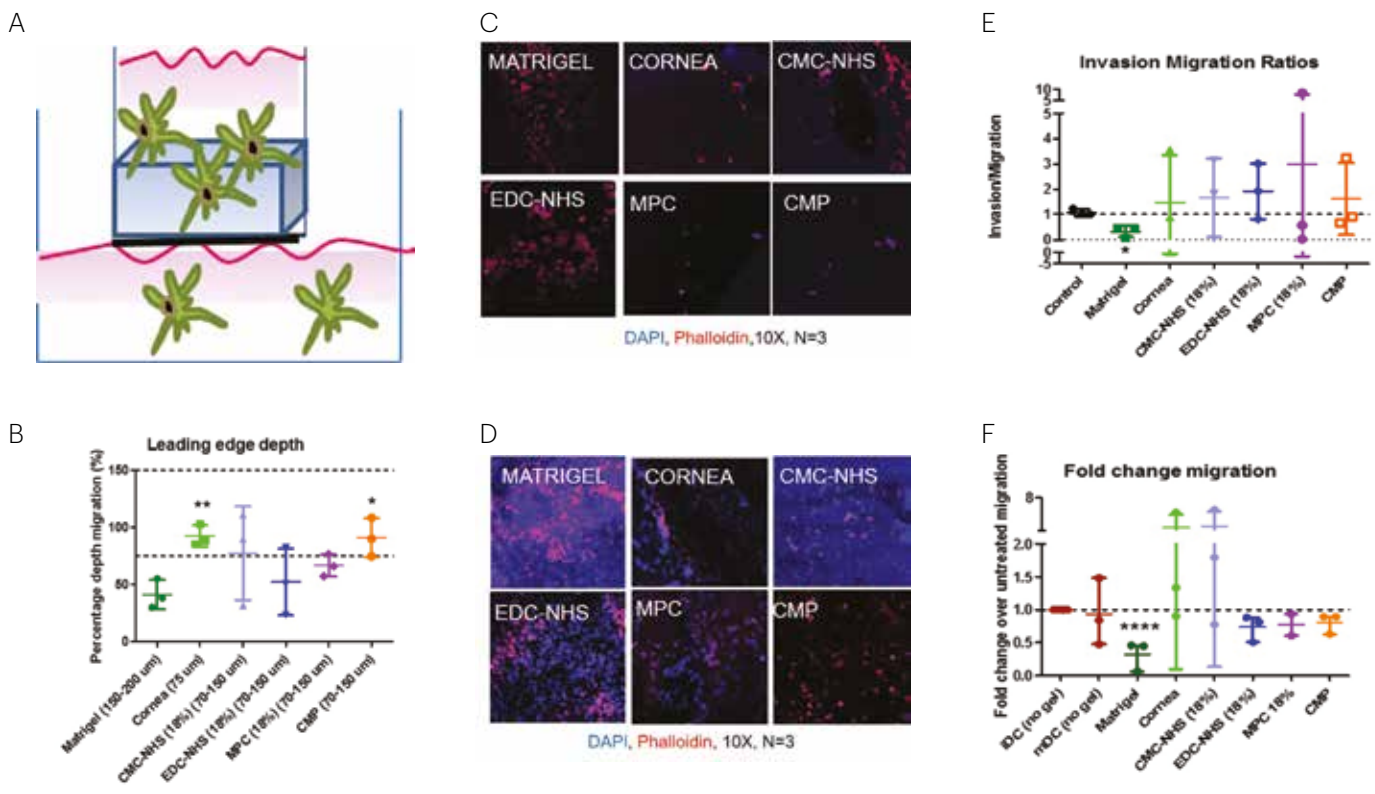 A
B
Leading edge depth
Percentage depth migration (%)
150
100
50
0
**
*
Matrigel (150-200 um)
Cornea (75 um)
CMC-NHS (18%) (70-150 um)
EDC-NHS (18%) (70-150 um)
MPC (18%) (70-150 um)
CMP (70-150 um)
C
MATRIGEL
CORNEA
CMC-NHS
EDC-NHS
MPC
CMP
DAPI, Phalloidin,10X, N=3
D
MATRIGEL
CORNEA
CMC-NHS
EDC-NHS
MPC
CMP
DAPI, Phalloidin, 10X, N=3
E
Invasion Migration Ratios
Invasion/Migration
10
5
5
4
3
2
1
0
0
-5
*
Control
Matrigel
Cornea
CMC-NHS (18%)
EDC-NHS (18%)
MPC (18%)
CMP
F
Fold change migration
Fold change over untreated migration
8
2.0
1.5
1.0
0.5
0.0
****
iDC (no gel)
mDC (no gel)
Matrigel
Cornea
CMC-NHS (18%)
EDC-NHS (18%)
MPC 18%
CMP